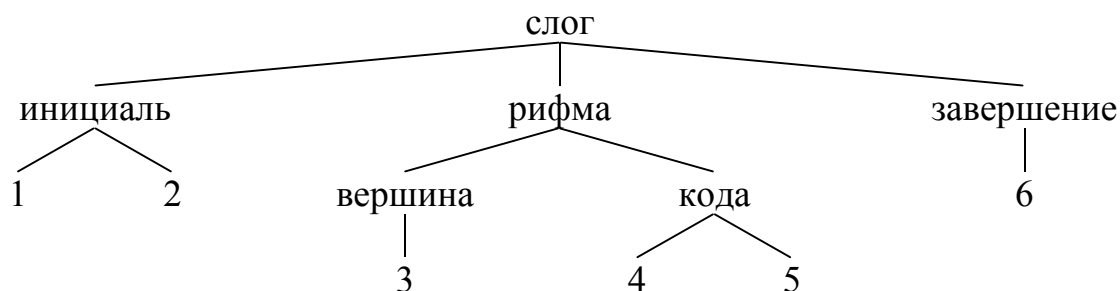 слог
инициаль рифма завершение
1 2 вершина кода 6
3 4 5